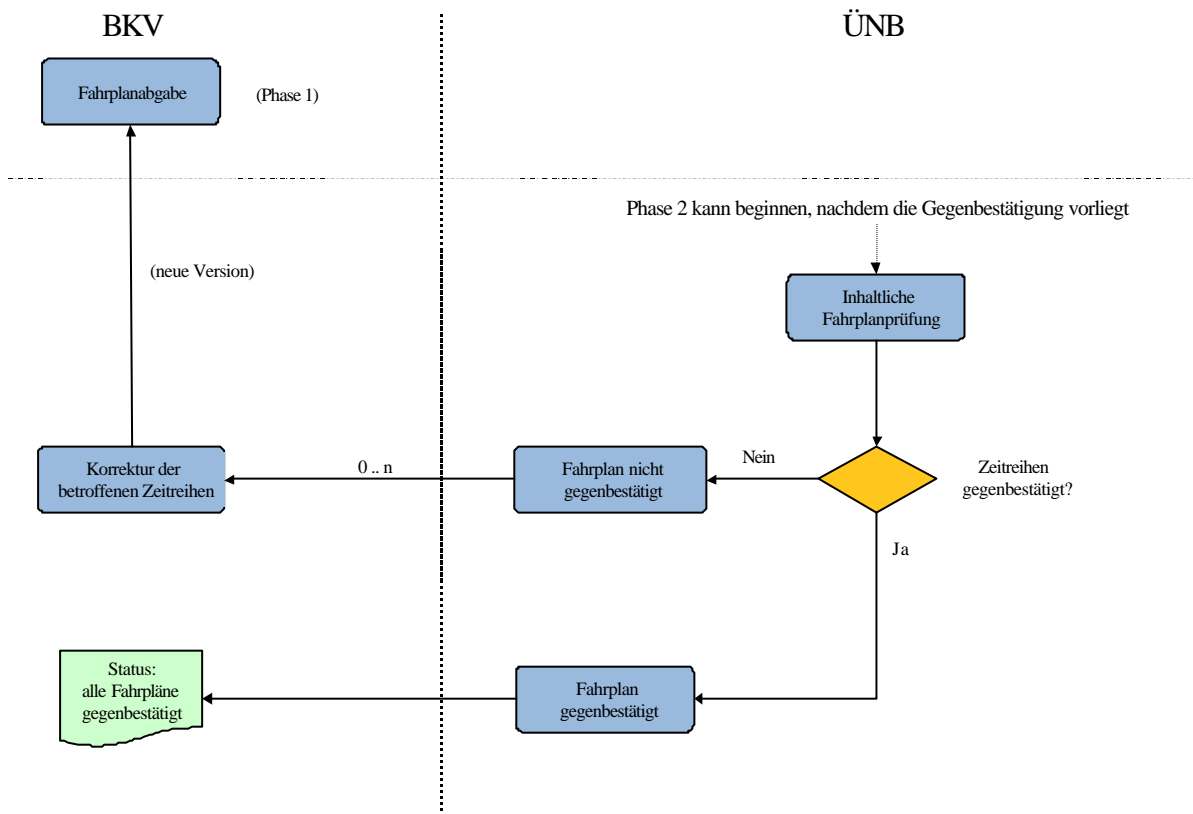 BKV
ÜNB
Fahrplanabgabe
(Phase 1)
Phase 2 kann beginnen, nachdem die Gegenbestätigung vorliegt
(neue Version)
Inhaltliche
Fahrplanprüfung
Korrektur der
betroffenen Zeitreihen
0 .. n
Fahrplan nicht
gegenbestätigt
Nein
Zeitreihen
gegenbestätigt?
Ja
Status:
alle Fahrpläne
gegenbestätigt
Fahrplan
gegenbestätigt